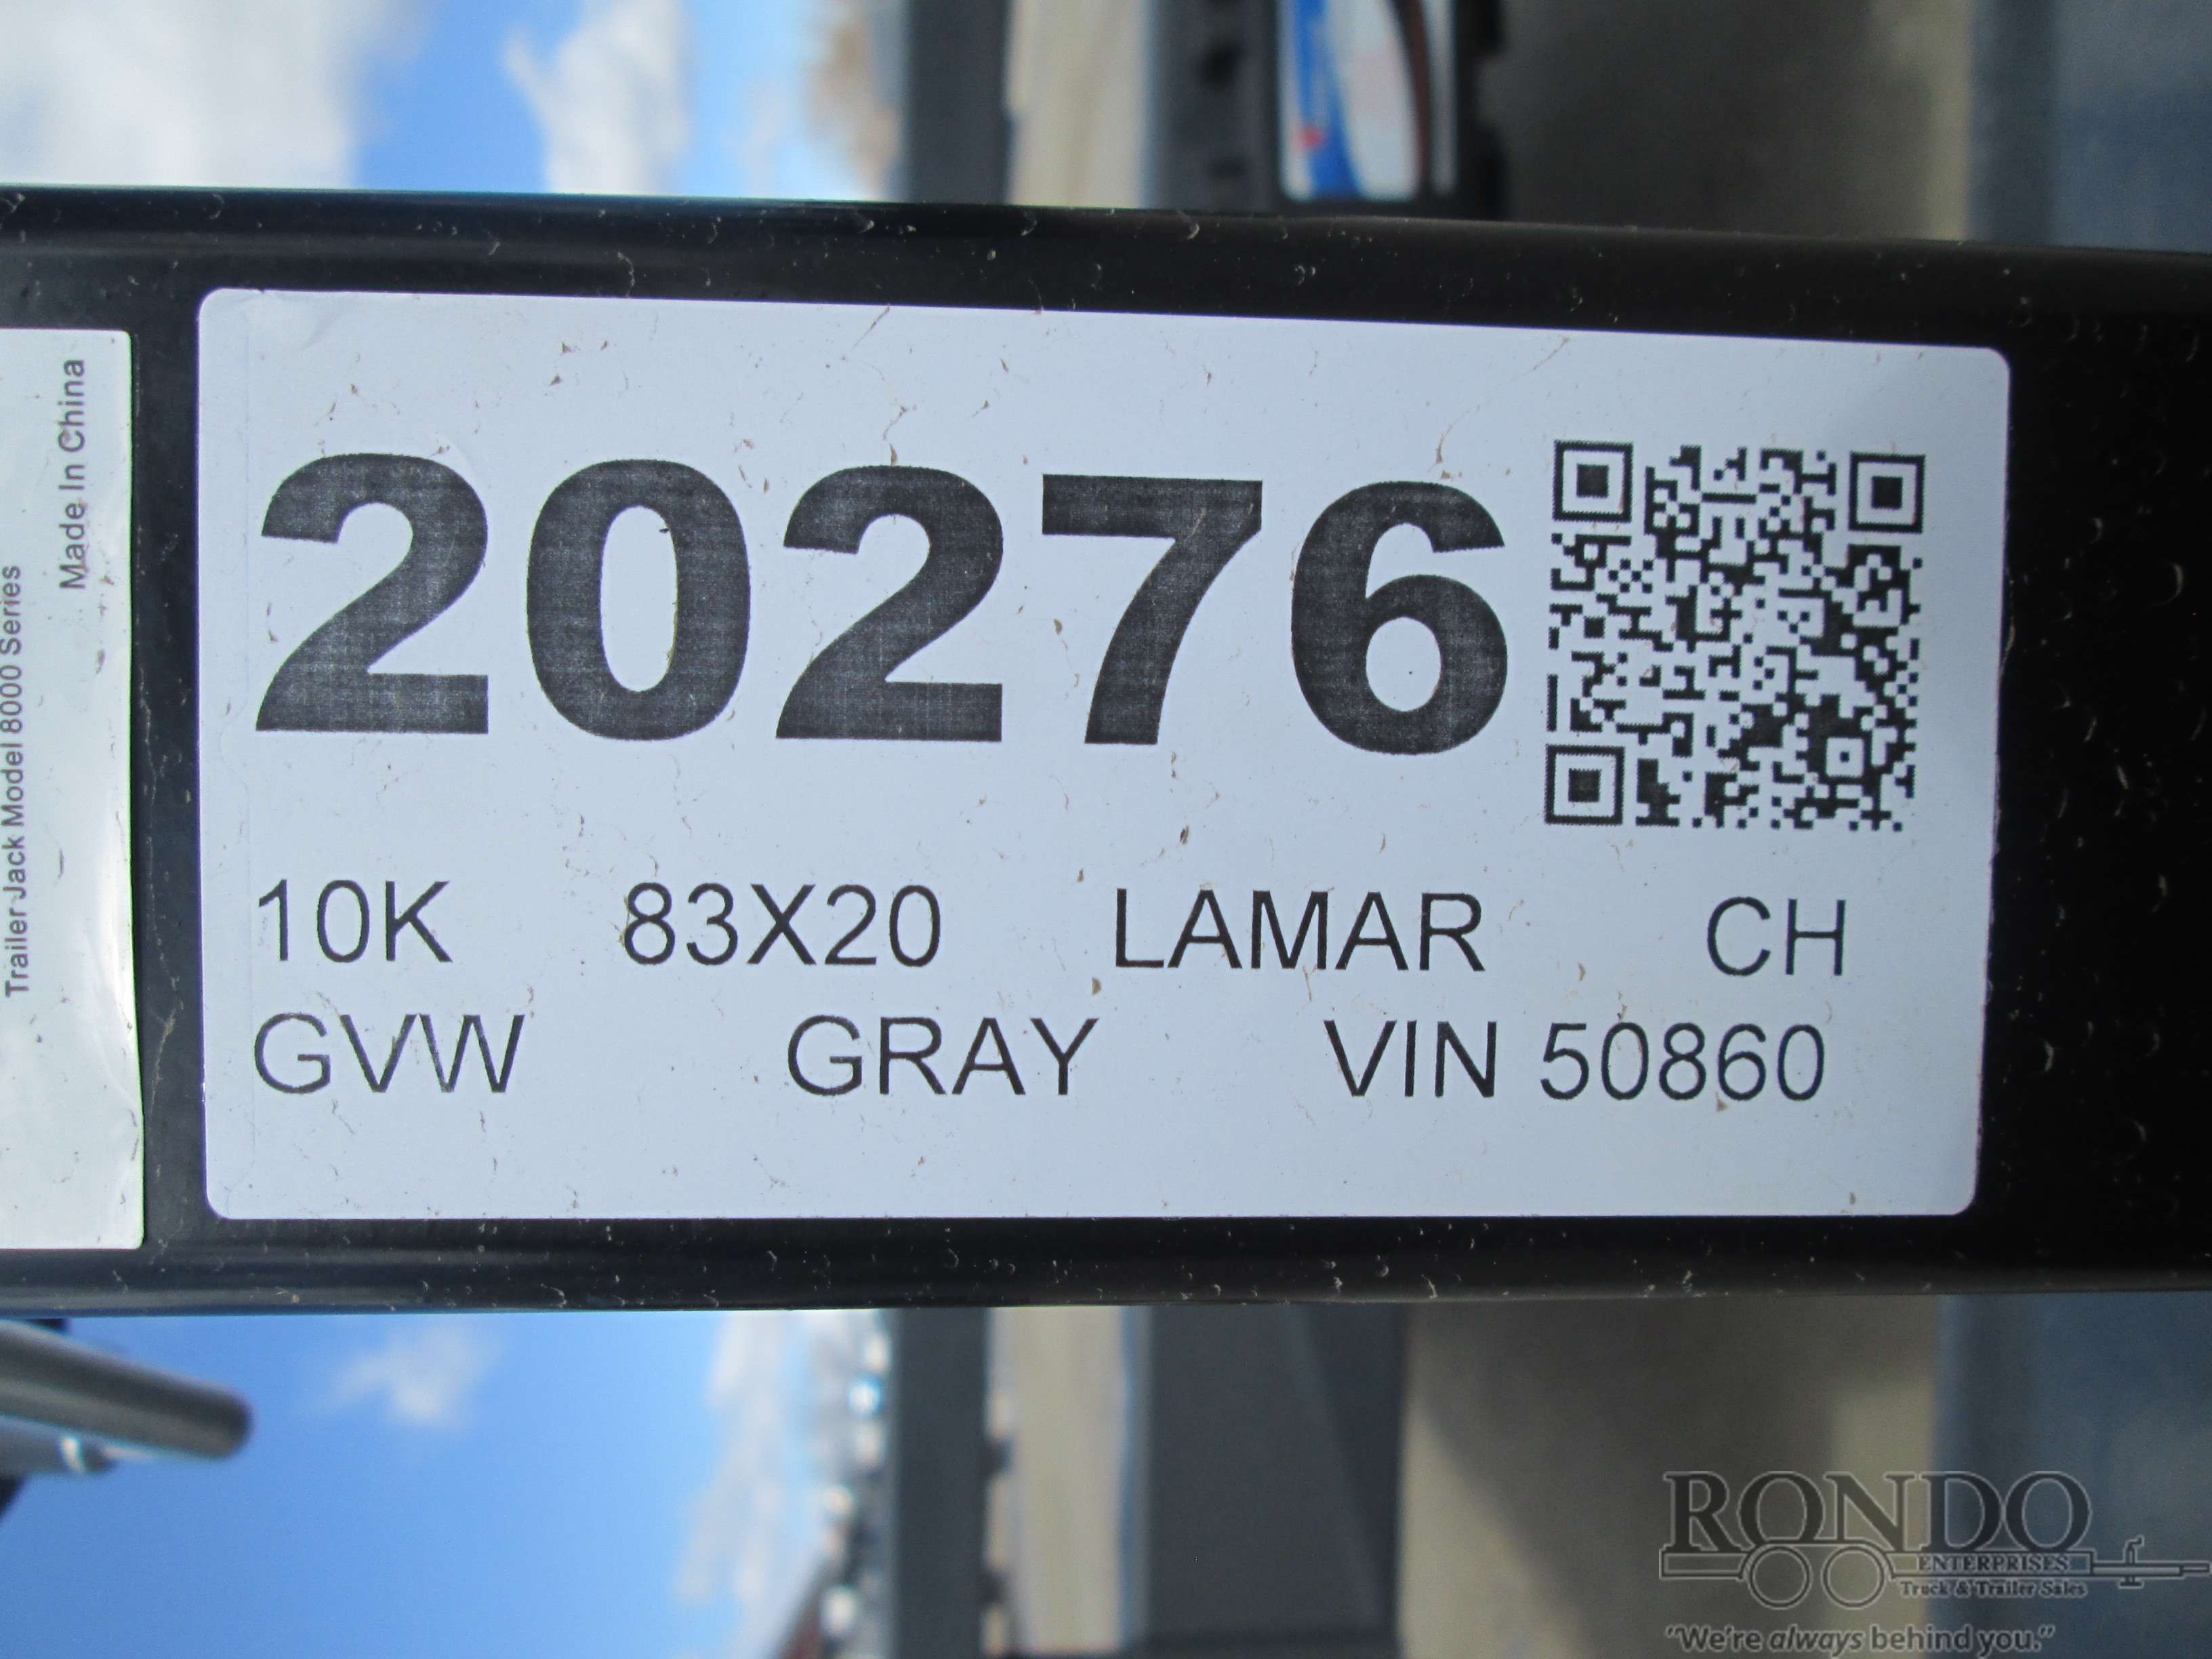 Made In China
Trailer Jack Model 8000 Series
20276
10K 83X20 LAMAR CH
GVW GRAY VIN 50860
RONDO
ENTERPRISES
Truck & Trailer Sales
"We're always behind you."